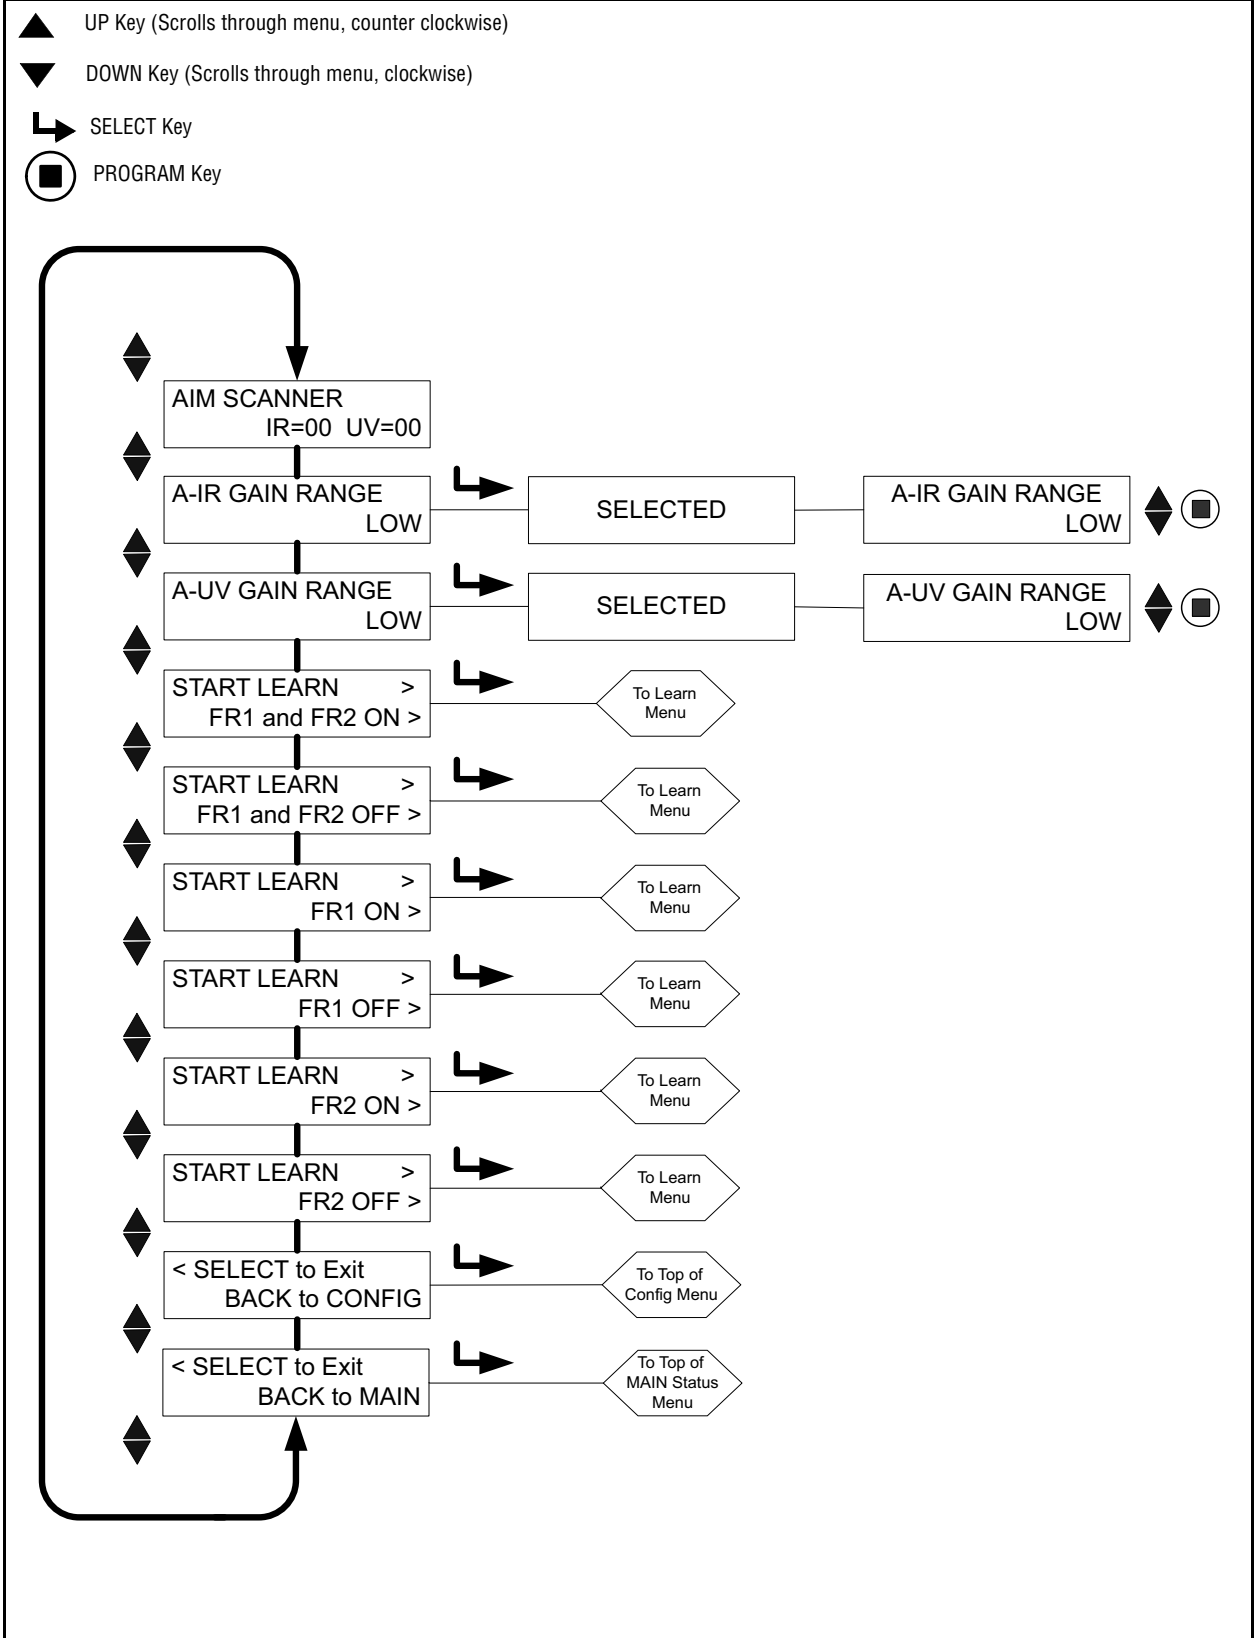 UP Key (Scrolls through menu, counter clockwise)
DOWN Key (Scrolls through menu, clockwise)
SELECT Key
PROGRAM Key
AIM SCANNER
IR=00 UV=00
A-IR GAIN RANGE
LOW
SELECTED
A-IR GAIN RANGE
LOW
A-UV GAIN RANGE
LOW
SELECTED
A-UV GAIN RANGE
LOW
START LEARN >
FR1 and FR2 ON >
To Learn
Menu
START LEARN >
FR1 and FR2 OFF >
To Learn
Menu
START LEARN >
FR1 ON >
To Learn
Menu
START LEARN >
FR1 OFF >
To Learn
Menu
START LEARN >
FR2 ON >
To Learn
Menu
START LEARN >
FR2 OFF >
To Learn
Menu
< SELECT to Exit
BACK to CONFIG
To Top of
Config Menu
< SELECT to Exit
BACK to MAIN
To Top of
MAIN Status
Menu